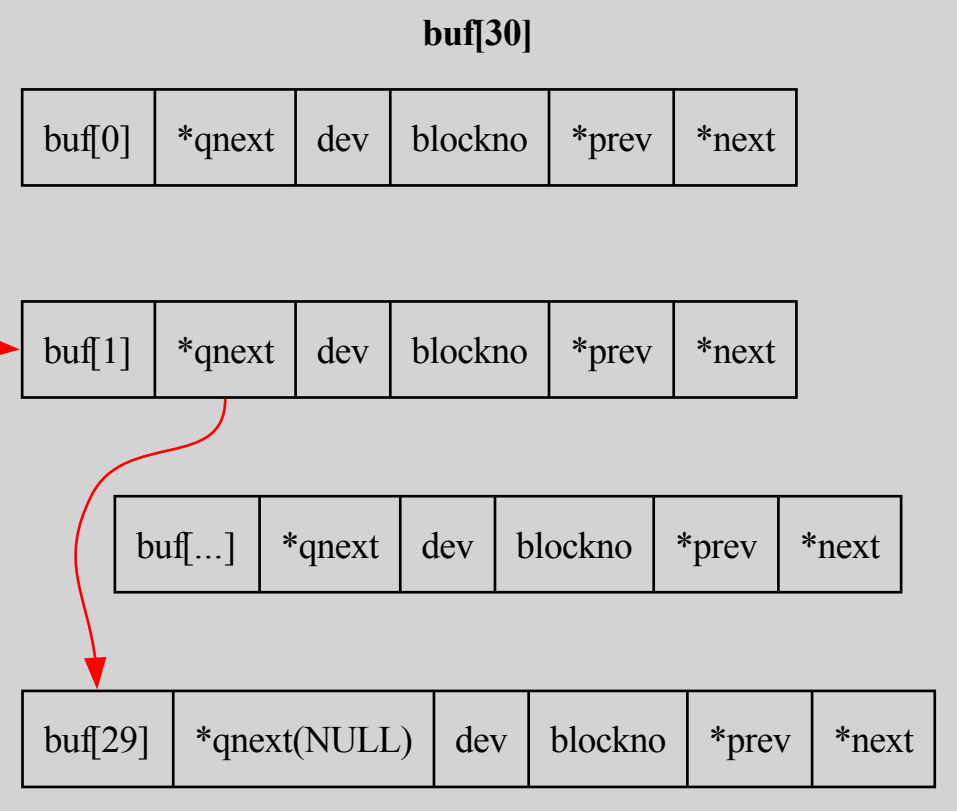 buf[30]
buf[0] *qnext dev blockno *prev *next
buf[1] *qnext dev blockno *prev *next
buf[...] *qnext dev blockno *prev *next
buf[29] *qnext(NULL) dev blockno *prev *next